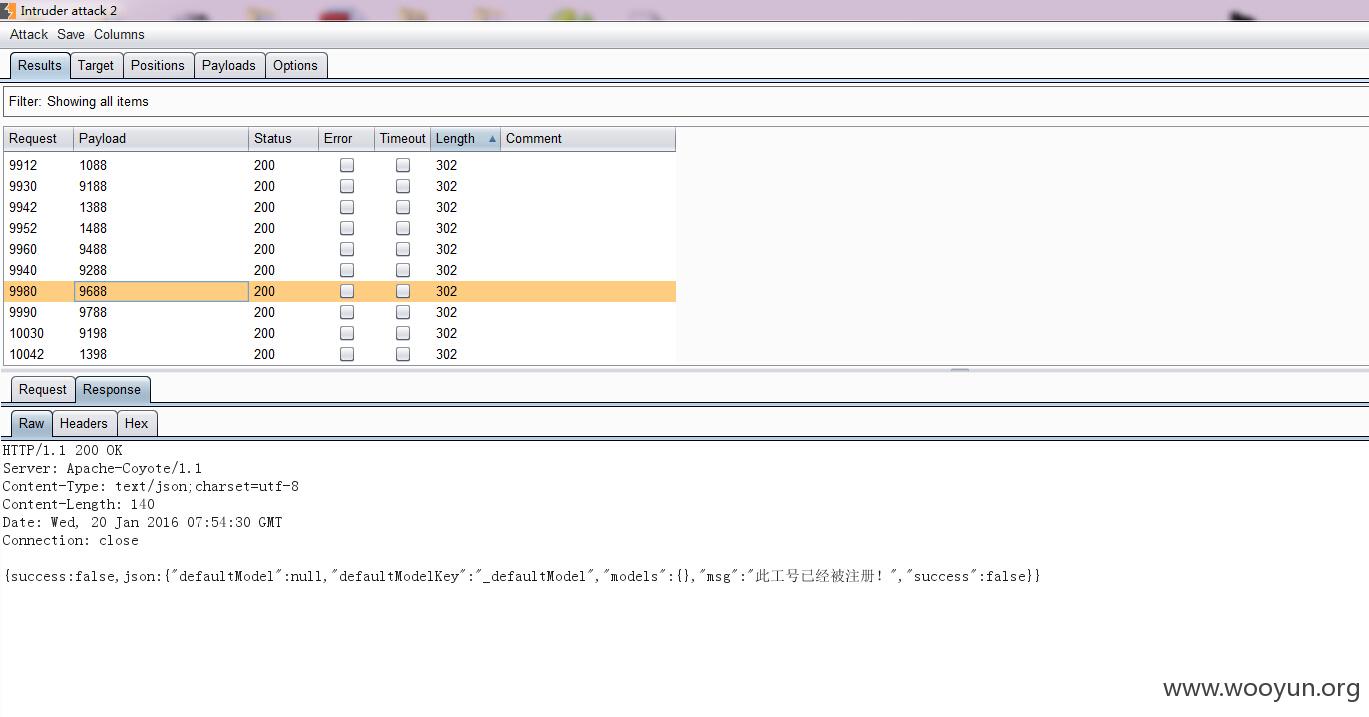 Intruder attack 2
Attack Save Columns
Results Target Positions Payloads Options
Filter: Showing all items
Request Payload Status Error Timeout Length Comment
9912 1088 200 302
9930 9188 200 302
9942 1388 200 302
9952 1488 200 302
9960 9488 200 302
9940 9288 200 302
9980 9688 200 302
9990 9788 200 302
10030 9198 200 302
10042 1398 200 302
Request Response
Raw Headers Hex
HTTP/1.1 200 OK
Server: Apache-Coyote/1.1
Content-Type: text/json;charset=utf-8
Content-Length: 140
Date: Wed, 20 Jan 2016 07:54:30 GMT
Connection: close
{success:false,json:{"defaultModel":null,"defaultModelKey":"_defaultModel","models":{},"msg":"此工号已经被注册！","success":false}}
www.wooyun.org